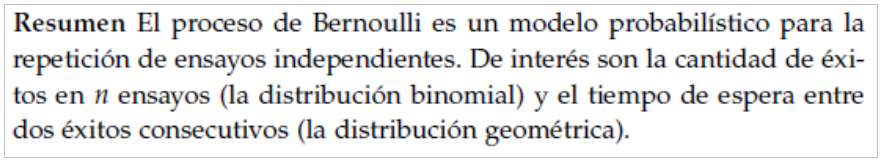 Resumen El proceso de Bernoulli es un modelo probabilístico para la
repetición de ensayos independientes. De interés son la cantidad de éxi-
tos en n ensayos (la distribución binomial) y el tiempo de espera entre
dos éxitos consecutivos (la distribución geométrica).